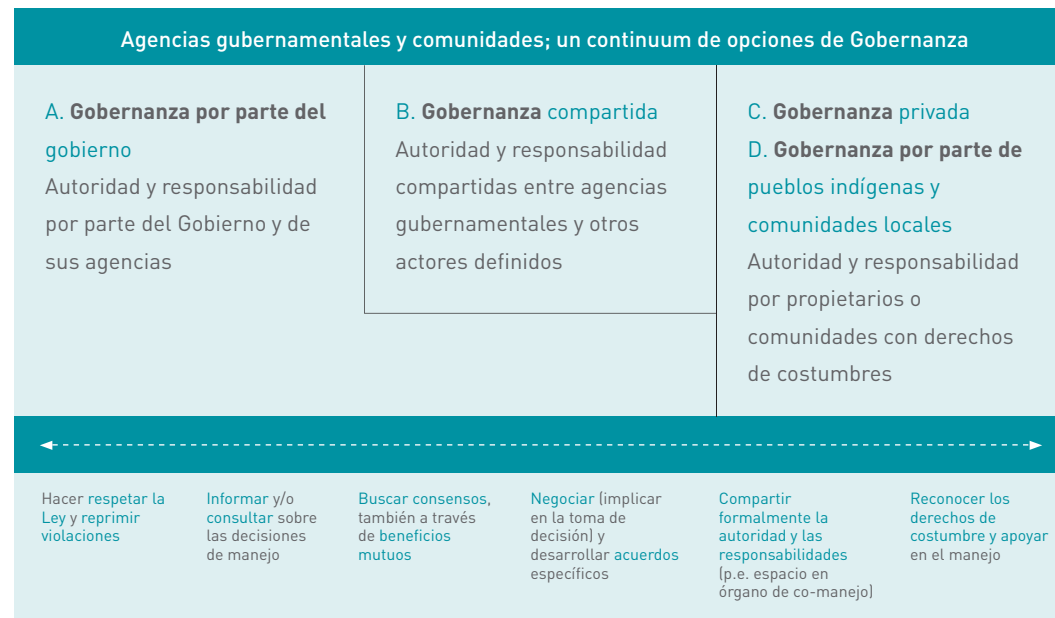 Agencias gubernamentales y comunidades; un continuum de opciones de Gobernanza
A. Gobernanza por parte del
gobierno
Autoridad y responsabilidad
por parte del Gobierno y de
sus agencias
B. Gobernanza compartida
Autoridad y responsabilidad
compartidas entre agencias
gubernamentales y otros
actores definidos
C. Gobernanza privada
D. Gobernanza por parte de
pueblos indígenas y
comunidades locales
Autoridad y responsabilidad
por propietarios o
comunidades con derechos
de costumbres
Hacer respetar la
Ley y reprimir
violaciones
Informar y/o
consultar sobre
las decisiones
de manejo
Buscar consensos,
también a través
de beneficios
mutuos
Negociar (implicar
en la toma de
decisión) y
desarrollar acuerdos
específicos
Compartir
formalmente la
autoridad y las
responsabilidades
(p.e. espacio en
órgano de co-manejo)
Reconocer los
derechos de
costumbre y apoyar
en el manejo